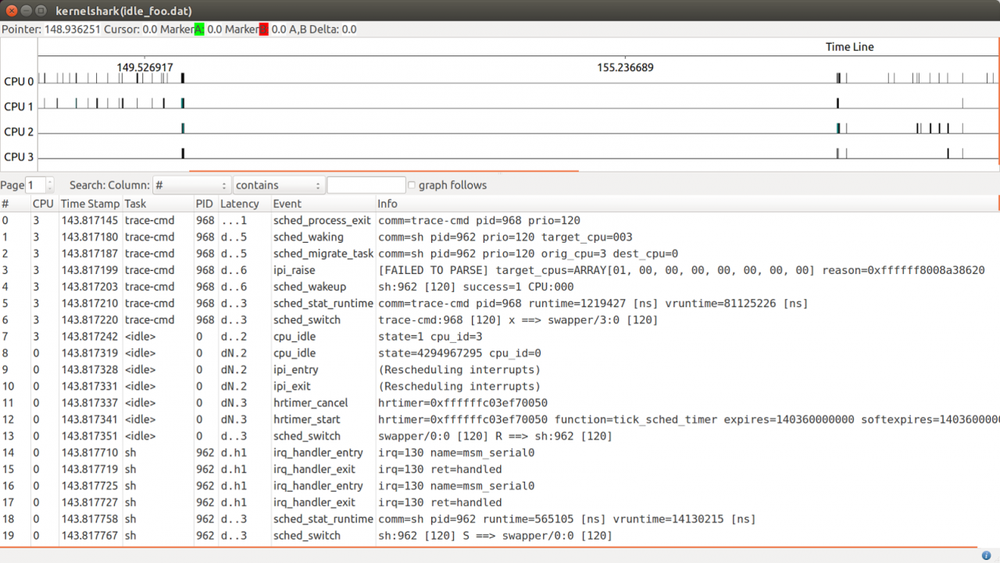 kernelshark(idle_foo.dat)
Pointer: 148.936251 Cursor: 0.0 MarkerA: 0.0 Marker 0.0 A,B Delta: 0.0
Time Line
149.526917 155.236689
CPU 0
CPU 1
CPU 2
CPU 3
Page 1 Search: Column: # contains graph follows
# CPU Time Stamp Task PID Latency Event Info
0 3 143.817145 trace-cmd 968 ...1 sched_process_exit comm=trace-cmd pid=968 prio=120
1 3 143.817180 trace-cmd 968 d..5 sched_waking comm=sh pid=962 prio=120 target_cpu=003
2 3 143.817187 trace-cmd 968 d..5 sched_migrate_task comm=sh pid=962 prio=120 orig_cpu=3 dest_cpu=0
3 3 143.817199 trace-cmd 968 d..6 ipi_raise [FAILED TO PARSE] target_cpus=ARRAY[01, 00, 00, 00, 00, 00, 00, 00] reason=0xffffff8008a38620
4 3 143.817203 trace-cmd 968 d..6 sched_wakeup sh:962 [120] success=1 CPU:000
5 3 143.817210 trace-cmd 968 d..3 sched_stat_runtime comm=trace-cmd pid=968 runtime=1219427 [ns] vruntime=81125226 [ns]
6 3 143.817220 trace-cmd 968 d..3 sched_switch trace-cmd:968 [120] x ==> swapper/3:0 [120]
7 3 143.817242 <idle> 0 d..2 cpu_idle state=1 cpu_id=3
8 0 143.817319 <idle> 0 dN.2 cpu_idle state=4294967295 cpu_id=0
9 0 143.817328 <idle> 0 dN.2 ipi_entry (Rescheduling interrupts)
10 0 143.817331 <idle> 0 dN.2 ipi_exit (Rescheduling interrupts)
11 0 143.817337 <idle> 0 dN.3 hrtimer_cancel hrtimer=0xffffffc03ef70050
12 0 143.817341 <idle> 0 dN.3 hrtimer_start hrtimer=0xffffffc03ef70050 function=tick_sched_timer expires=140360000000 softexpires=1403600000
13 0 143.817351 <idle> 0 d..3 sched_switch swapper/0:0 [120] R ==> sh:962 [120]
14 0 143.817710 sh 962 d.h1 irq_handler_entry irq=130 name=msm_serial0
15 0 143.817719 sh 962 d.h1 irq_handler_exit irq=130 ret=handled
16 0 143.817725 sh 962 d.h1 irq_handler_entry irq=130 name=msm_serial0
17 0 143.817727 sh 962 d.h1 irq_handler_exit irq=130 ret=handled
18 0 143.817758 sh 962 d..3 sched_stat_runtime comm=sh pid=962 runtime=565105 [ns] vruntime=14130215 [ns]
19 0 143.817767 sh 962 d..3 sched_switch sh:962 [120] S ==> swapper/0:0 [120]